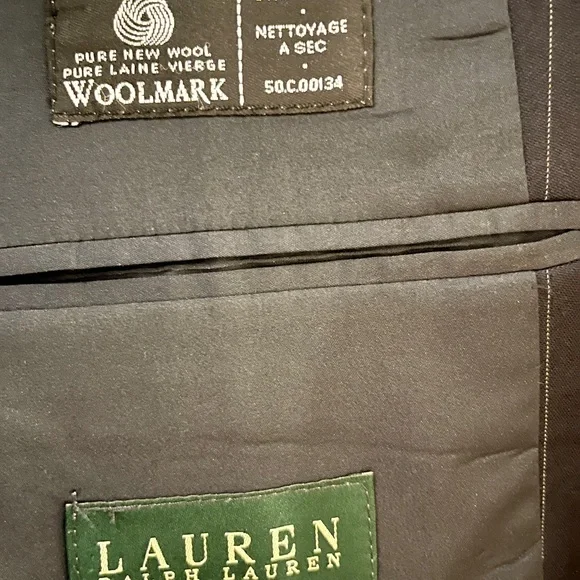 PURE NEW WOOL
PURE LAINE VIERGE
WOOLMARK
NETTOYAGE
A SEC
50.C.00134
LAUREN
RALPH LAUREN